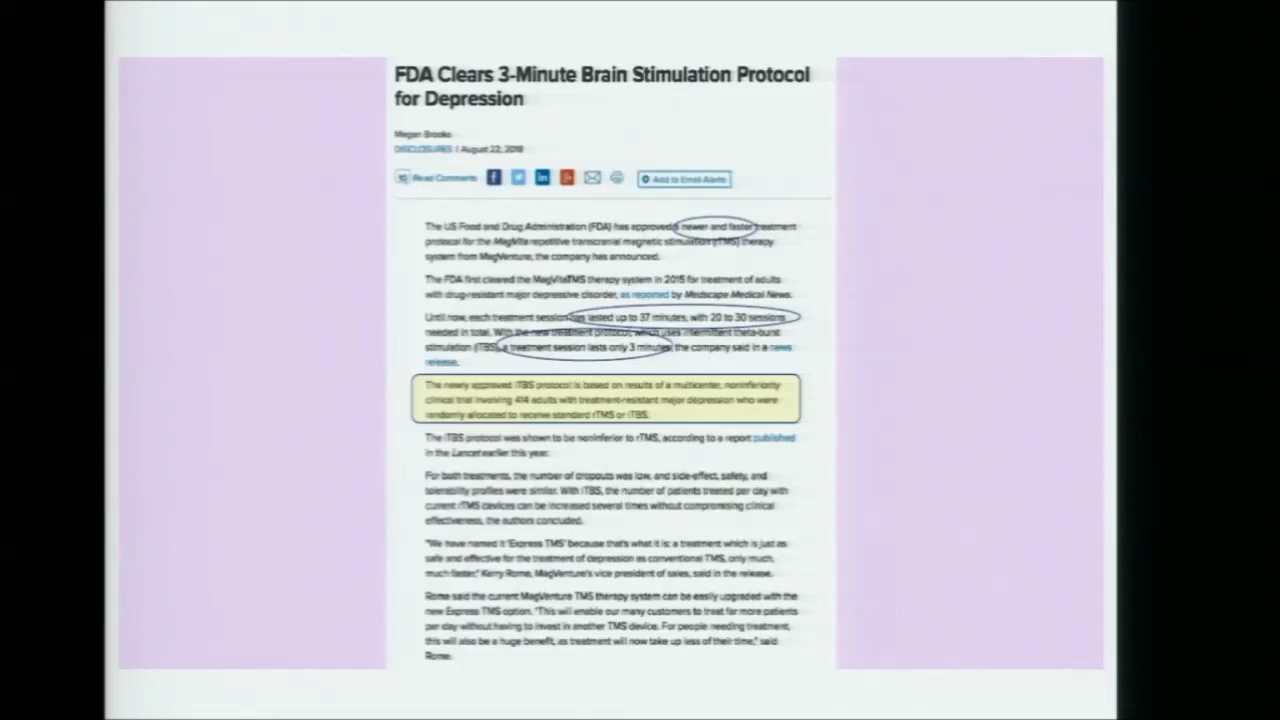 FDA Clears 3-Minute Brain Stimulation Protocol
for Depression
Megan Brooks
DISCLOSURES | August 22, 2018
Read Comments
Add to Email Alerts
The US Food and Drug Administration (FDA) has approved a newer and faster treatment
protocol for the MagVita repetitive transcranial magnetic stimulation (rTMS) therapy
system from MagVenture, the company has announced.
The FDA first cleared the MagVitaTMS therapy system in 2015 for treatment of adults
with drug-resistant major depressive disorder, as reported by Medscape Medical News.
Until now, each treatment session has lasted up to 37 minutes, with 20 to 30 sessions
needed in total. With the new treatment protocol, which uses intermittent theta-burst
stimulation (iTBS), a treatment session lasts only 3 minutes, the company said in a news
release.
The newly approved iTBS protocol is based on results of a multicenter, noninferiority
clinical trial involving 414 adults with treatment-resistant major depression who were
randomly allocated to receive standard rTMS or iTBS.
The iTBS protocol was shown to be noninferior to rTMS, according to a report published
in the Lancet earlier this year.
For both treatments, the number of dropouts was low, and side-effect, safety, and
tolerability profiles were similar. With iTBS, the number of patients treated per day with
current rTMS devices can be increased several times without compromising clinical
effectiveness, the authors concluded.
"We have named it 'Express TMS' because that's what it is: a treatment which is just as
safe and effective for the treatment of depression as conventional TMS, only much,
much faster," Kerry Rome, MagVenture's vice president of sales, said in the release.
Rome said the current MagVenture TMS therapy system can be easily upgraded with the
new Express TMS option. "This will enable our many customers to treat far more patients
per day without having to invest in another TMS device. For people needing treatment,
this will also be a huge benefit, as treatment will now take up less of their time," said
Rome.